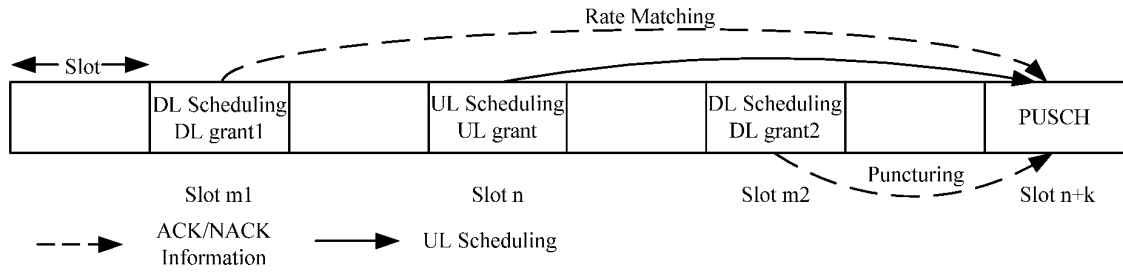 Rate Matching
Slot
DL Scheduling
DL grant1
UL Scheduling
UL grant
DL Scheduling
DL grant2
PUSCH
Puncturing
Slot m1
Slot n
Slot m2
Slot n+k
ACK/NACK
Information
UL Scheduling